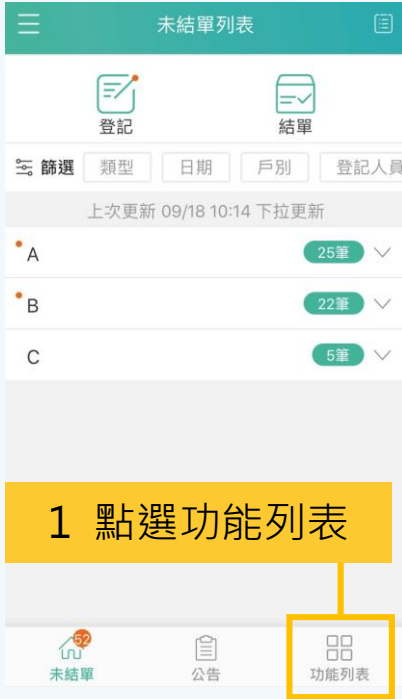 未結單列表
登記
結單
篩選 類型 日期 戶別 登記人員
上次更新 09/18 10:14 下拉更新
A 25筆
B 22筆
C 5筆
1 點選功能列表
52
未結單 公告 功能列表